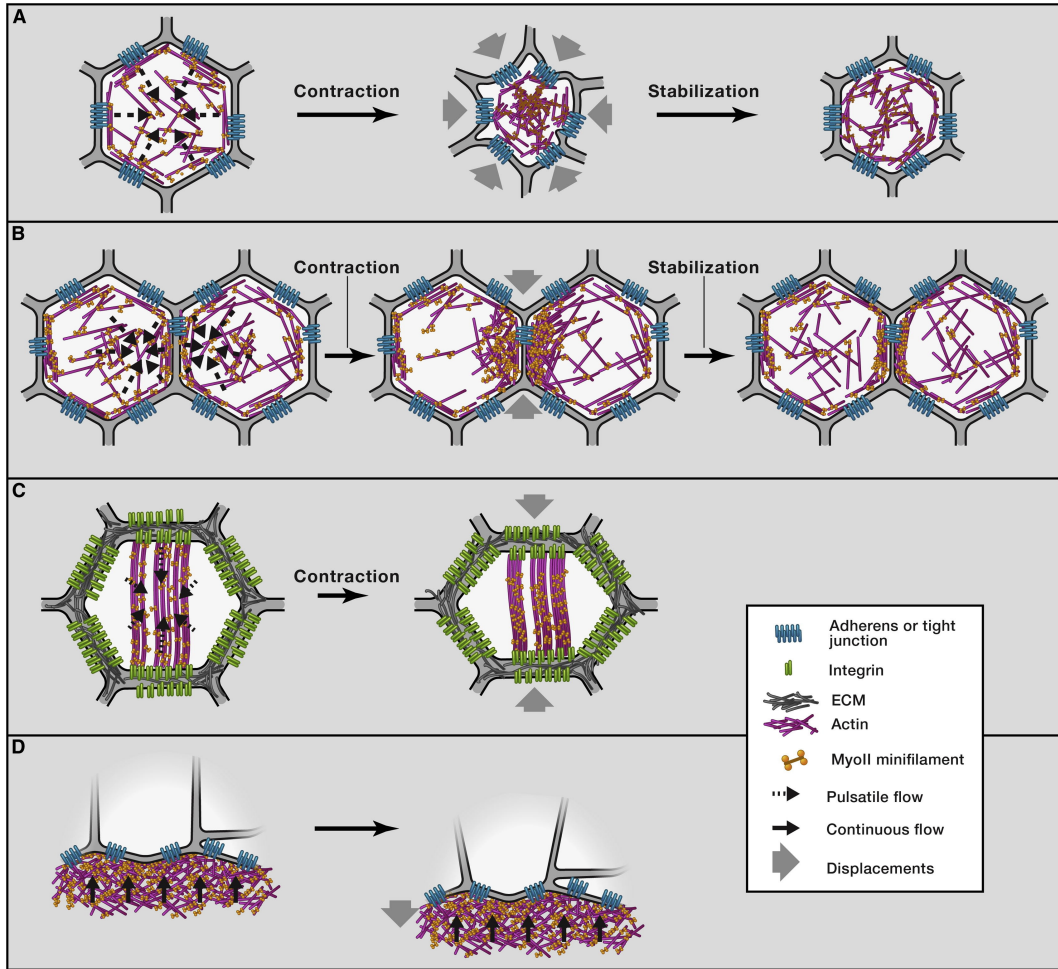 A
Contraction
Stabilization
B
Contraction
Stabilization
C
Contraction
D
Adherens or tight
junction
Integrin
ECM
Actin
MyoII minifilament
Pulsatile flow
Continuous flow
Displacements